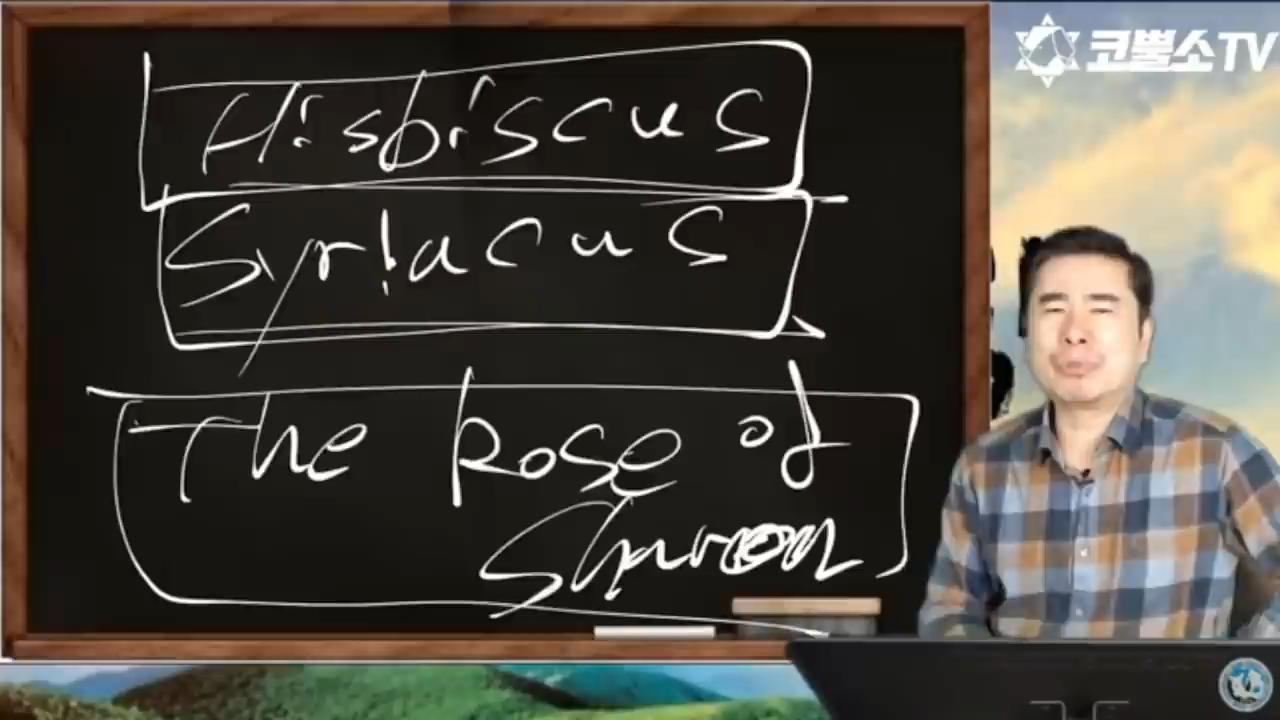 코뿔소TV
Hisbiscus
Syriacus
The Rose of
Sharon